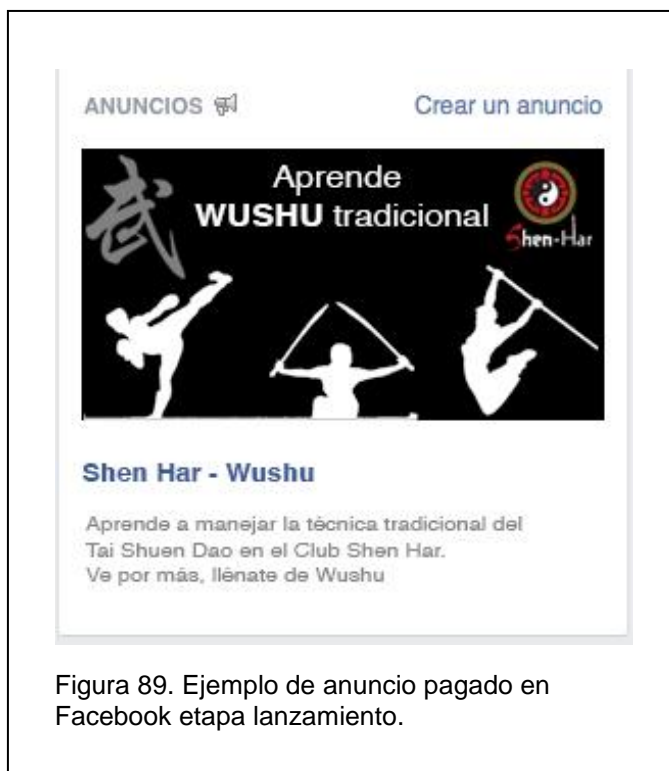 ANUNCIOS
Crear un anuncio
武
Aprende
WUSHU tradicional
Shen-Har
Shen Har - Wushu
Aprende a manejar la técnica tradicional del
Tai Shuen Dao en el Club Shen Har.
Ve por más, llénate de Wushu
Figura 89. Ejemplo de anuncio pagado en
Facebook etapa lanzamiento.